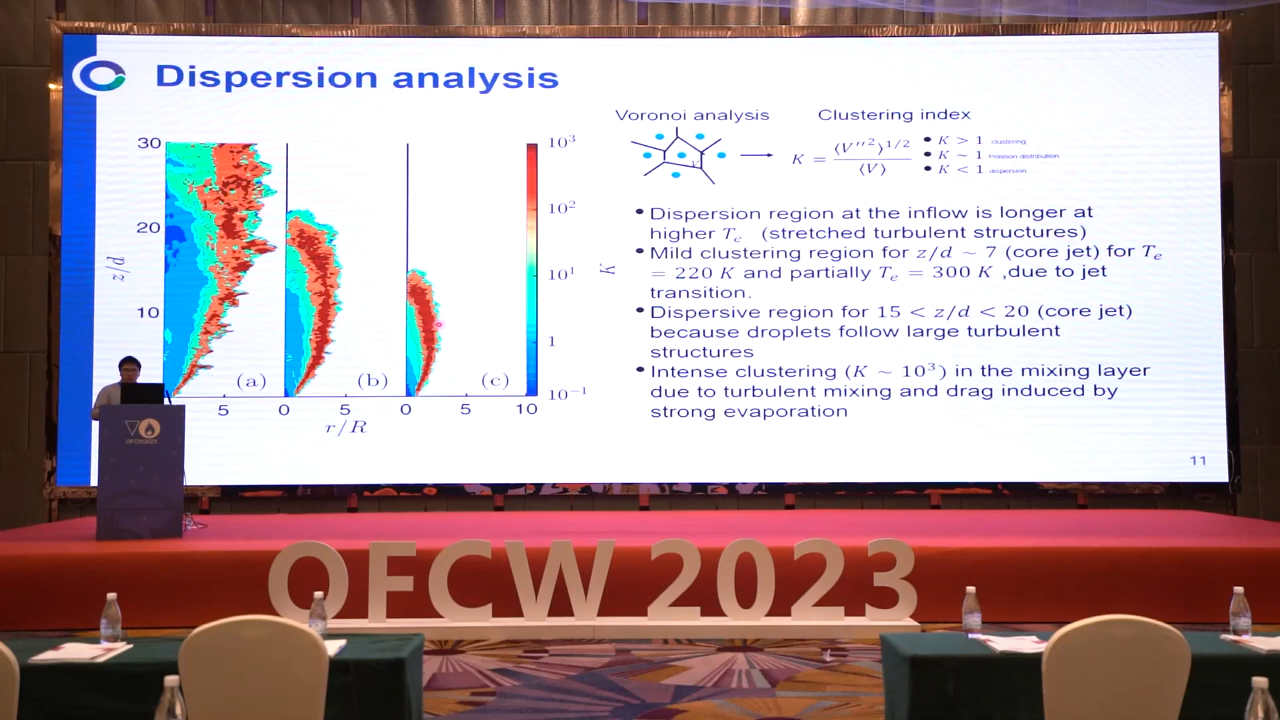 Dispersion analysis
Voronoi analysis
Clustering index
K = ⟨V′′²⟩¹/² / ⟨V⟩
• K > 1 clustering
• K ∼ 1 Poisson distribution
• K < 1 dispersion
30
20
10
z/d
(a)
(b)
(c)
5
0
5
0
5
10
r/R
10³
10²
10¹
1
10⁻¹
K
• Dispersion region at the inflow is longer at
higher Tₑ (stretched turbulent structures)
• Mild clustering region for z/d ∼ 7 (core jet) for Tₑ
= 220 K and partially Tₑ = 300 K ,due to jet
transition.
• Dispersive region for 15 < z/d < 20 (core jet)
because droplets follow large turbulent
structures
• Intense clustering (K ∼ 10³) in the mixing layer
due to turbulent mixing and drag induced by
strong evaporation
11
OFCW2023
OFCW 2023